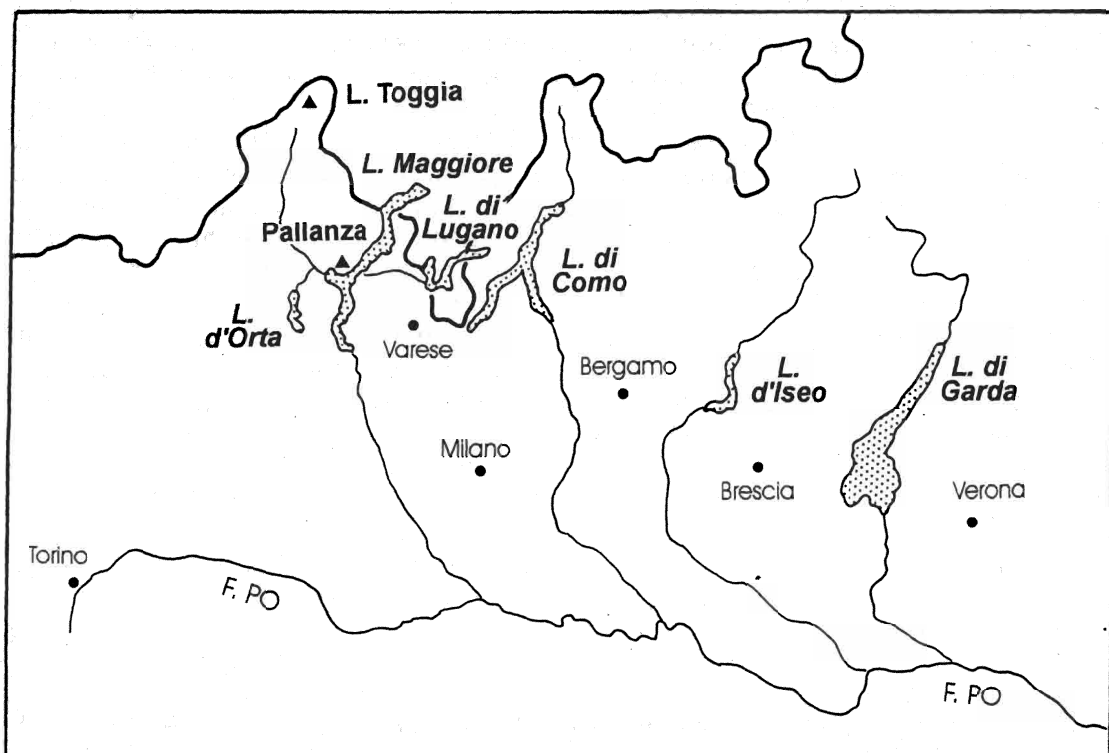 L. Toggia
L. Maggiore
L. di
Lugano
Pallanza
L. di
Como
L.
d'Orta
Varese
Bergamo
L.
d'Iseo
L. di
Garda
Milano
Brescia
Verona
Torino
F. PO
F. PO